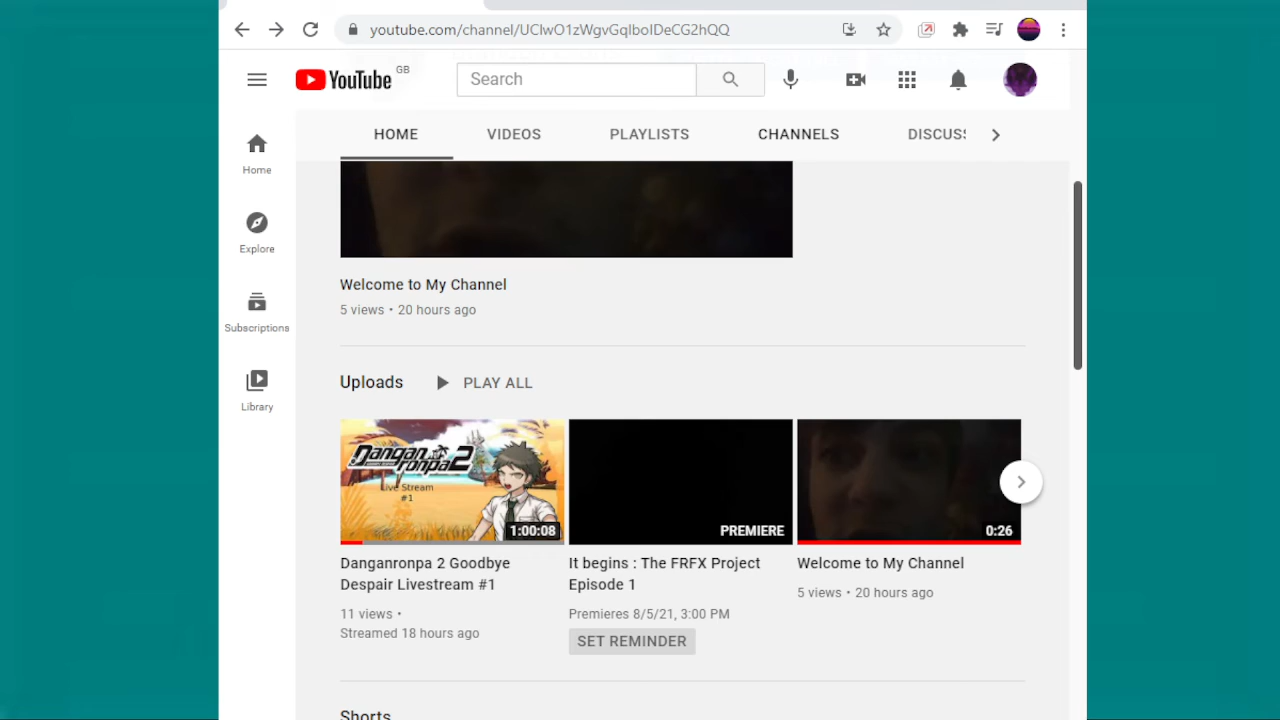 youtube.com/channel/UClwO1zWgvGqlboIDeCG2hQQ
YouTube GB
Search
HOME VIDEOS PLAYLISTS CHANNELS DISCUS
Home
Explore
Subscriptions
Library
Welcome to My Channel
5 views • 20 hours ago
Uploads PLAY ALL
Danganronpa 2
Live Stream
#1
1:00:08
PREMIERE
0:26
Danganronpa 2 Goodbye
Despair Livestream #1
11 views •
Streamed 18 hours ago
It begins : The FRFX Project
Episode 1
Premieres 8/5/21, 3:00 PM
SET REMINDER
Welcome to My Channel
5 views • 20 hours ago
Shorts